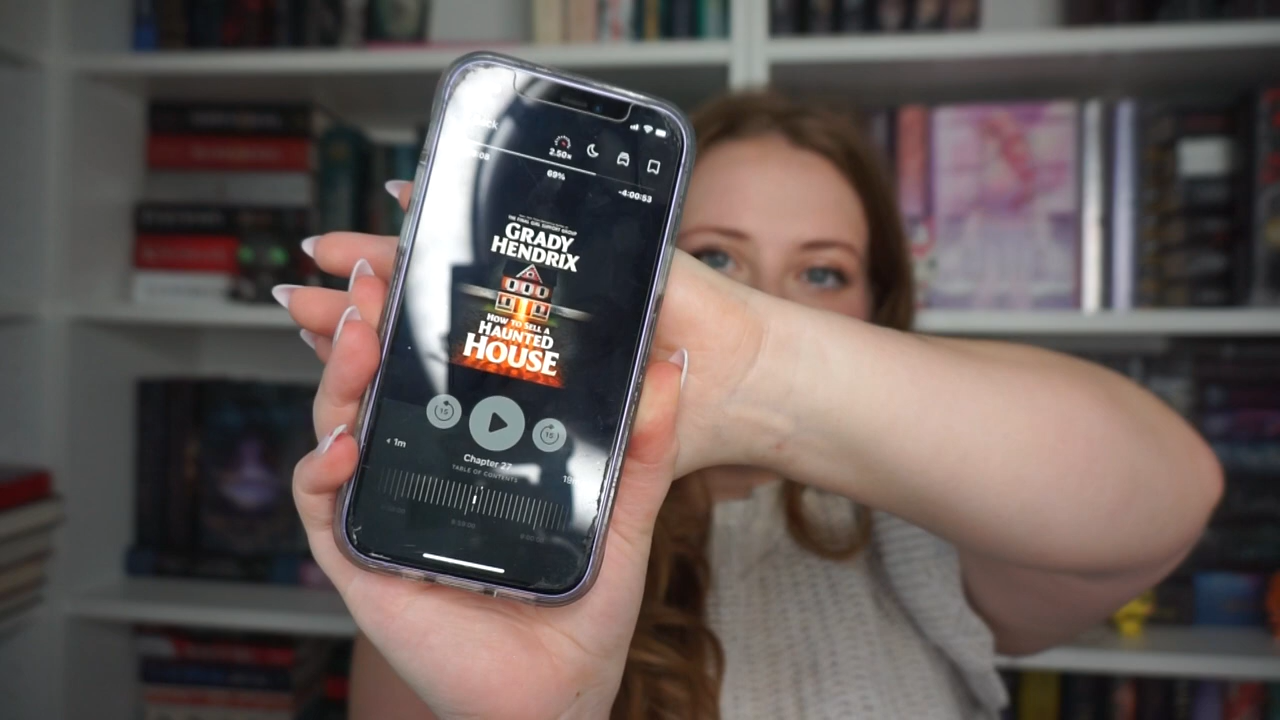 2.50x
69%
-4:00:53
THE FINAL GIRL SUPPORT GROUP
GRADY
HENDRIX
HOW TO SELL A
HAUNTED
HOUSE
15
15
< 1m
Chapter 27
TABLE OF CONTENTS